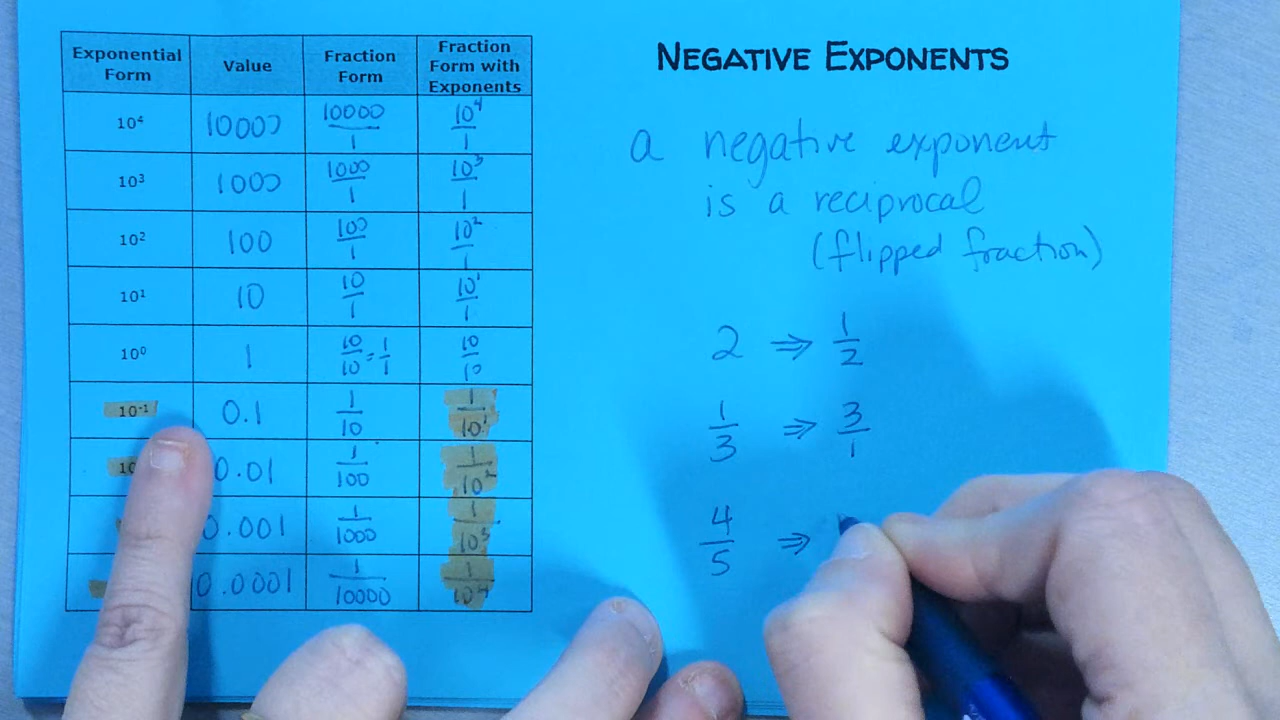 Exponential Form | Value | Fraction Form | Fraction Form with Exponents
10⁴ | 10000 | 10000/1 | 10⁴/1
10³ | 1000 | 1000/1 | 10³/1
10² | 100 | 100/1 | 10²/1
10¹ | 10 | 10/1 | 10¹/1
10⁰ | 1 | 10/10 = 1/1 | 10/10
10⁻¹ | 0.1 | 1/10 | 1/10¹
10 | 0.01 | 1/100 | 1/10²
0.001 | 1/1000 | 1/10³
0.0001 | 1/10000 | 1/10⁴
NEGATIVE EXPONENTS
a negative exponent
is a reciprocal
(flipped fraction)
2 ⇒ 1/2
1/3 ⇒ 3/1
4/5 ⇒